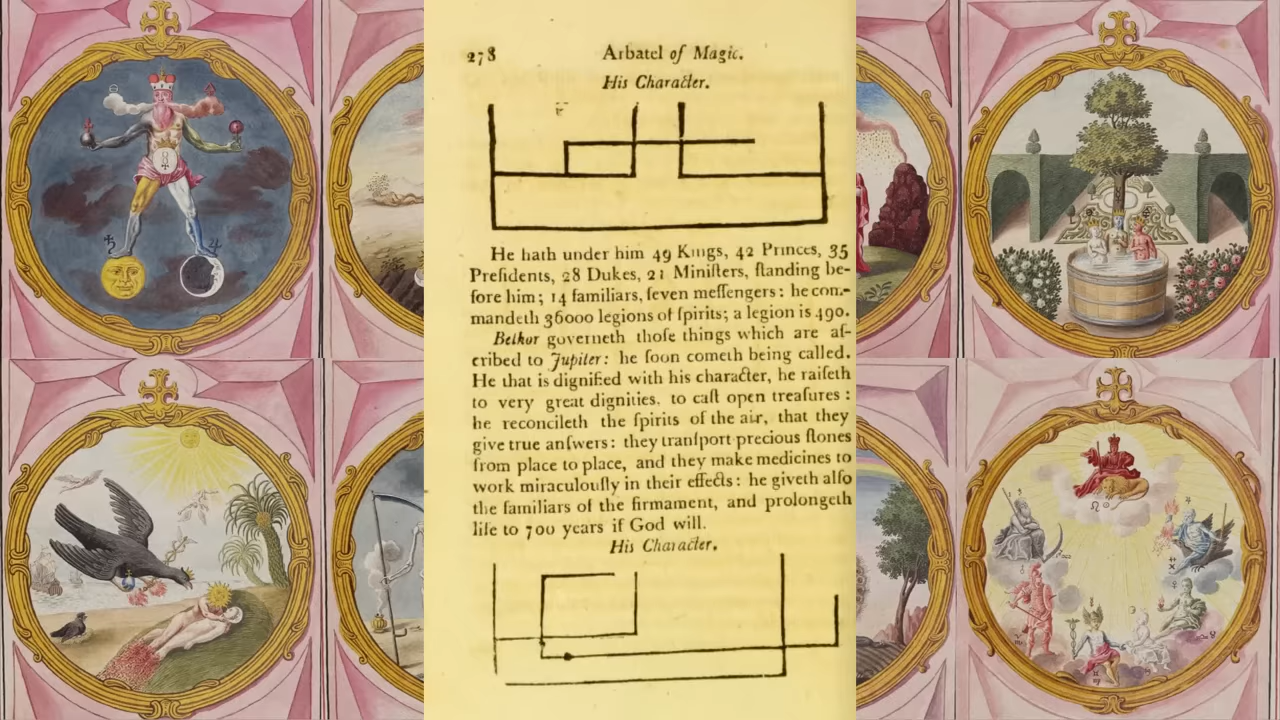 278 Arbatel of Magic.
His Character.
He hath under him 49 Kings, 42 Princes, 35
Preſidents, 28 Dukes, 21 Miniſters, ſtanding be-
fore him; 14 familiars, ſeven meſſengers: he com-
mandeth 36000 legions of ſpirits; a legion is 490.
Bethor governeth thoſe things which are aſ-
cribed to Jupiter: he ſoon cometh being called.
He that is dignified with his character, he raiſeth
to very great dignities, to caſt open treaſures:
he reconcileth the ſpirits of the air, that they
give true anſwers: they tranſport precious ſtones
from place to place, and they make medicines to
work miraculouſly in their effects: he giveth alſo
the familiars of the firmament, and prolongeth
life to 700 years if God will.
His Character.